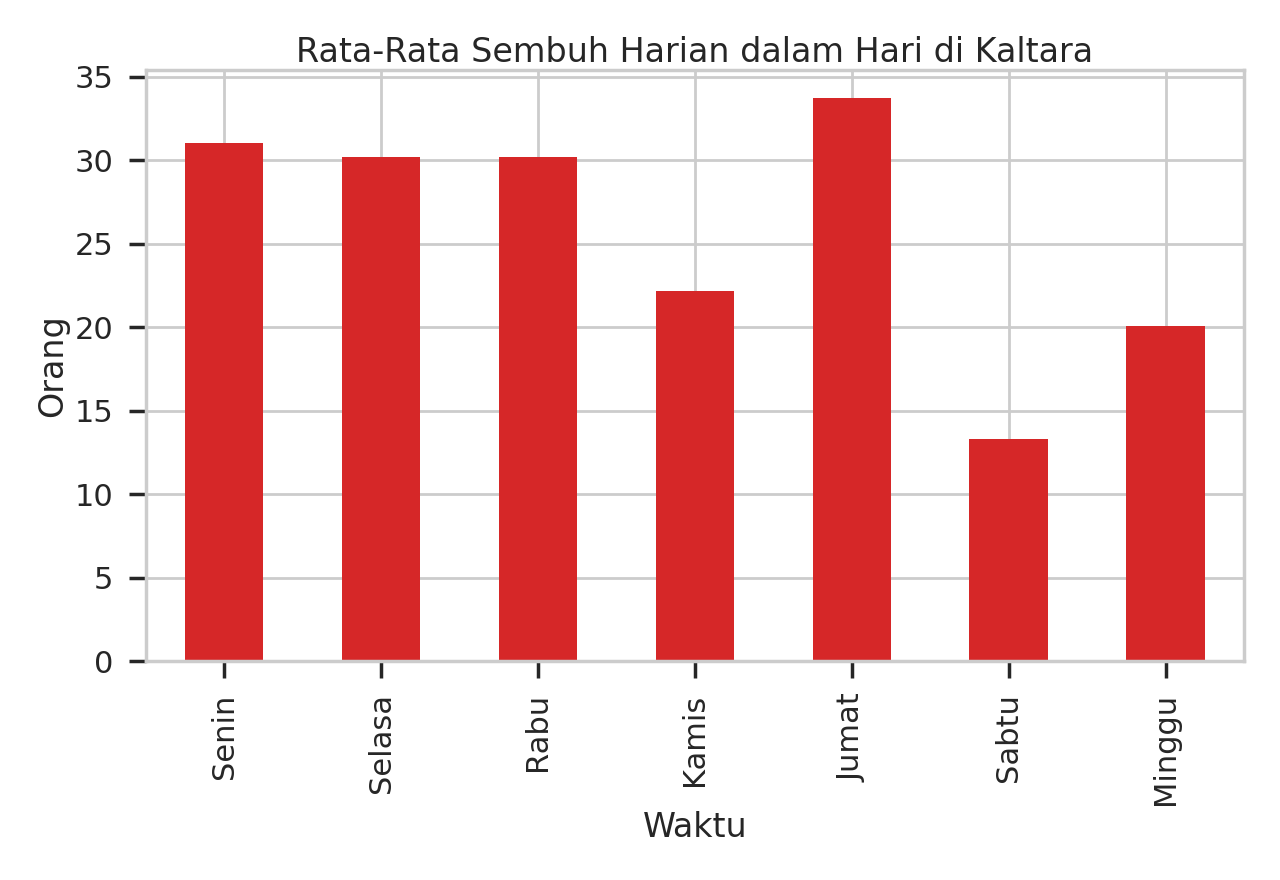 Rata-Rata Sembuh Harian dalam Hari di Kaltara
35
30
25
20
15
10
5
0
Orang
Senin
Selasa
Rabu
Kamis
Jumat
Sabtu
Minggu
Waktu